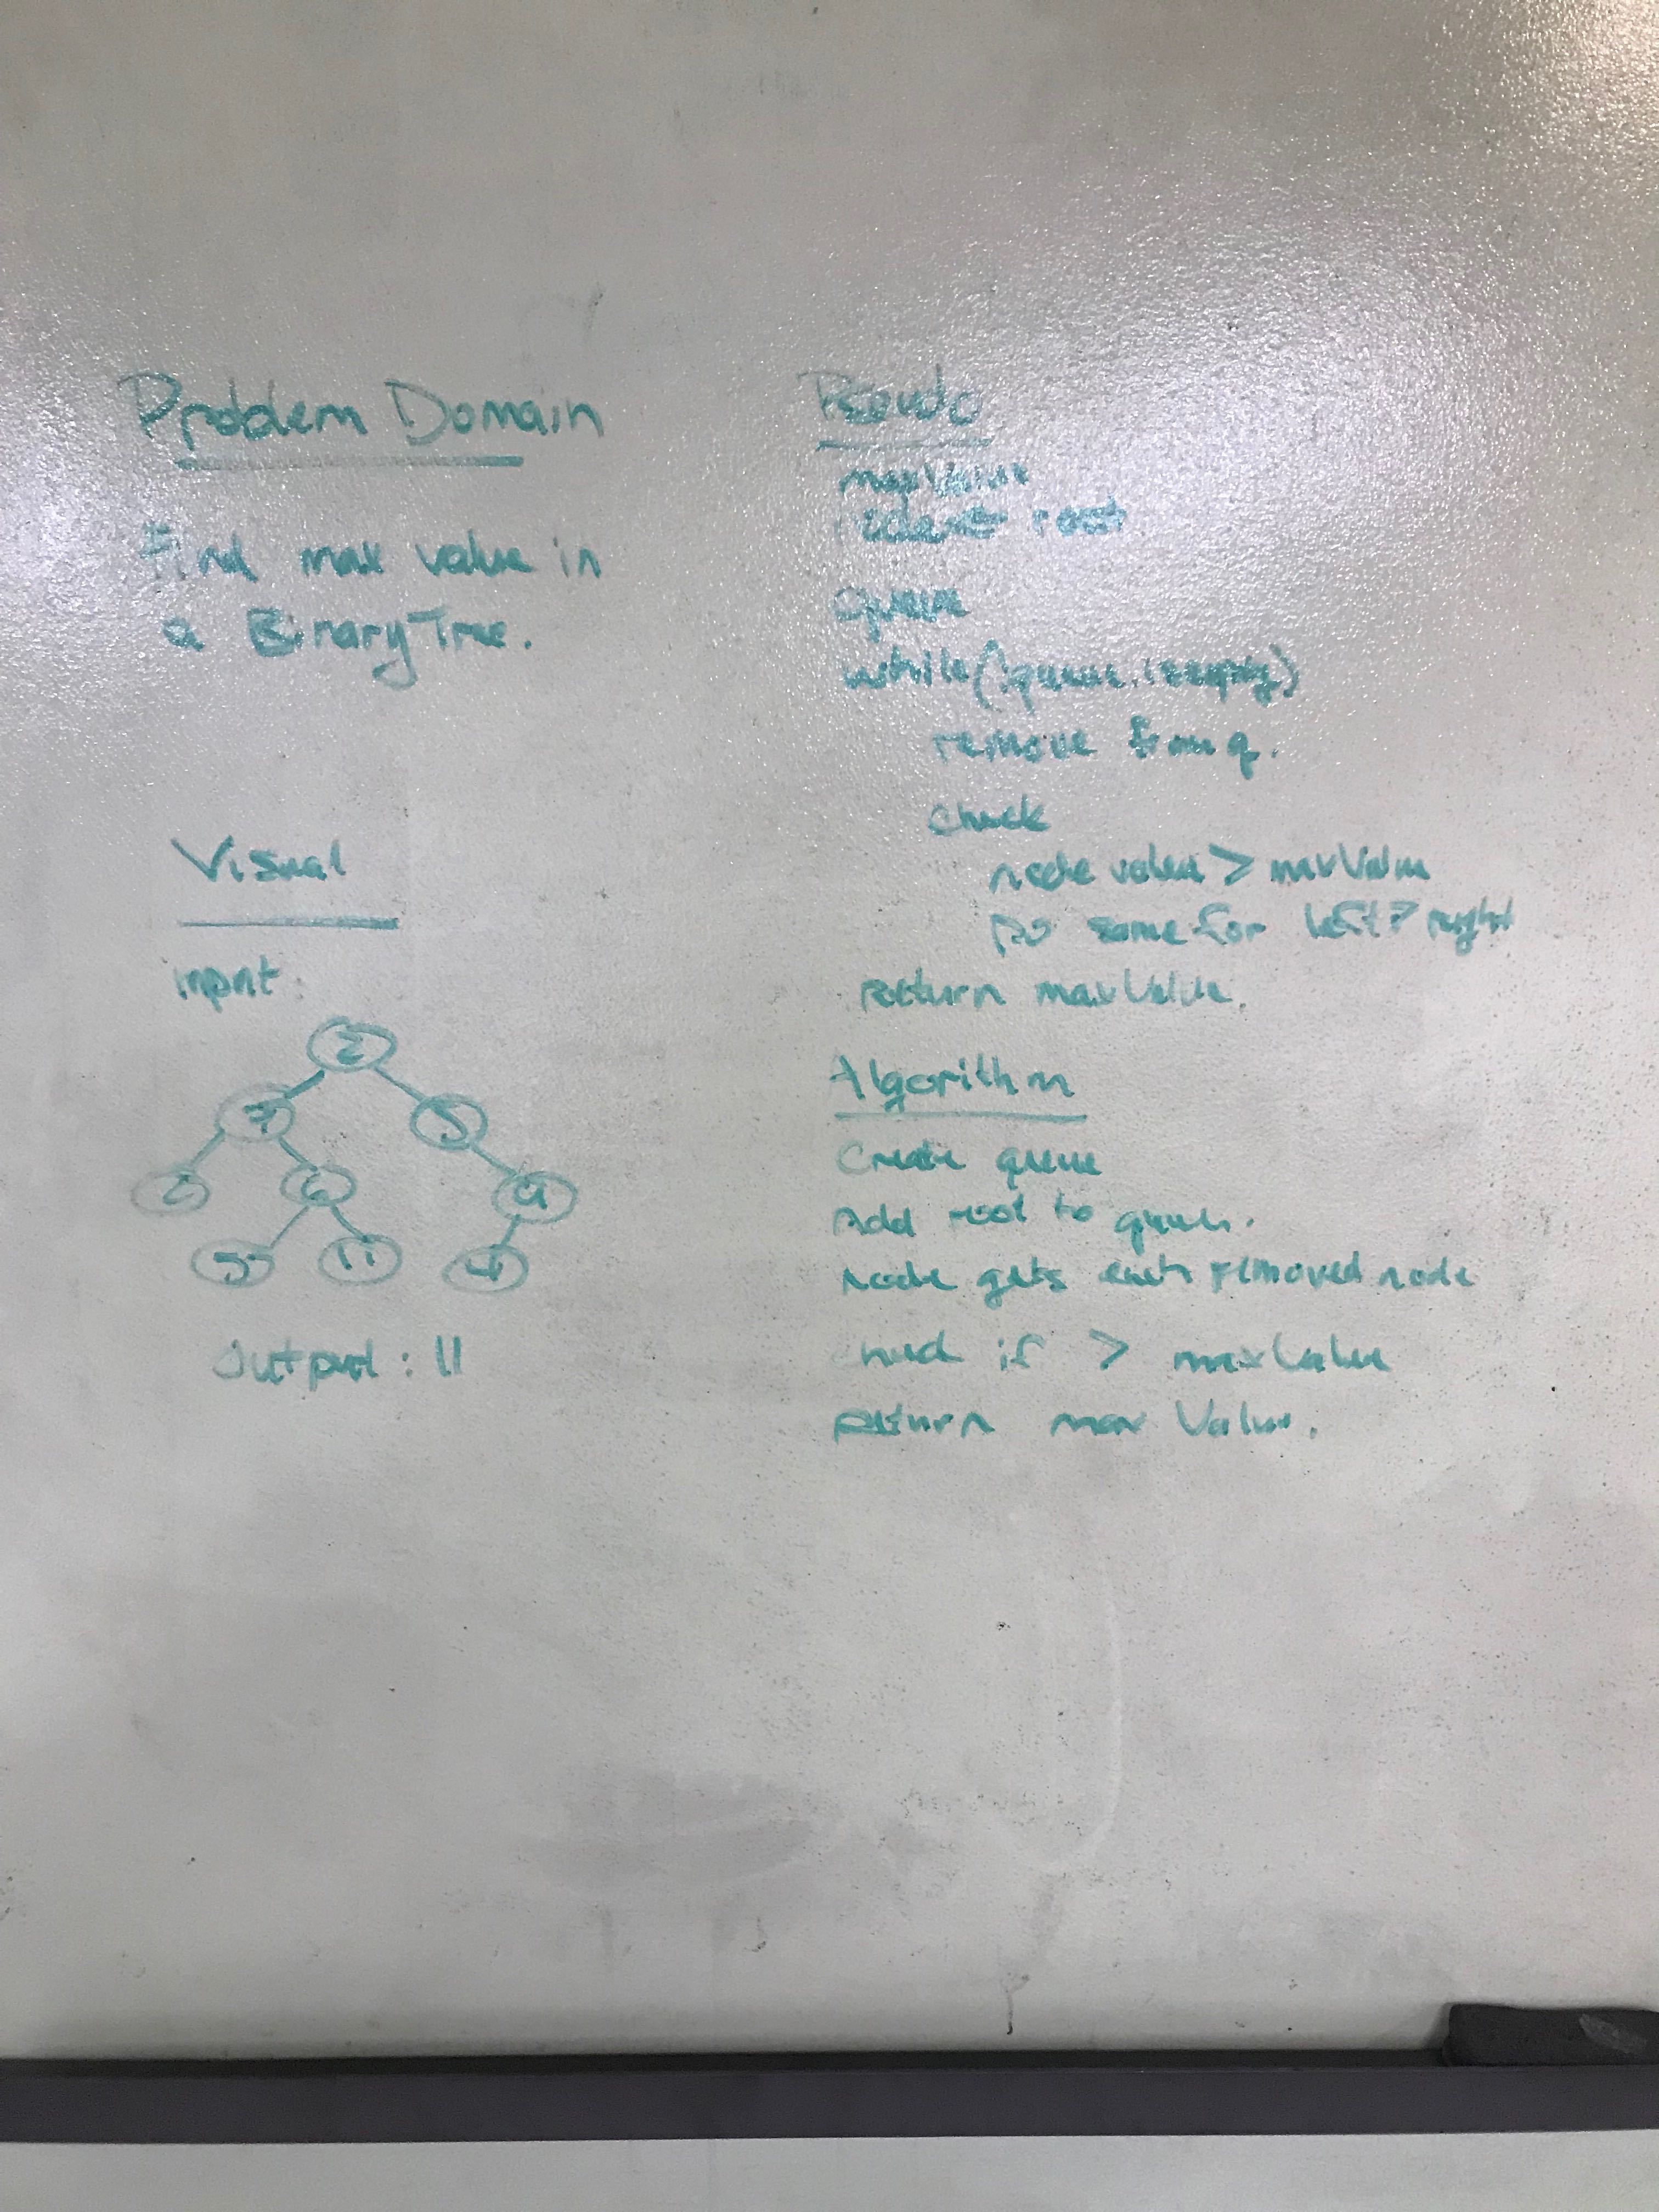 Problem Domain
Find max value in
a BinaryTree.
Visual
input:
2
7 5
2 6 9
5 11 4
Output: 11
Pseudo
maxValue
root
queue
while(!queue.isempty)
remove from q.
check
node value > maxValue
Do same for left & right
return maxValue.
Algorithm
Create queue
Add root to queue.
Node gets each removed node
check if > maxValue
return max Value.